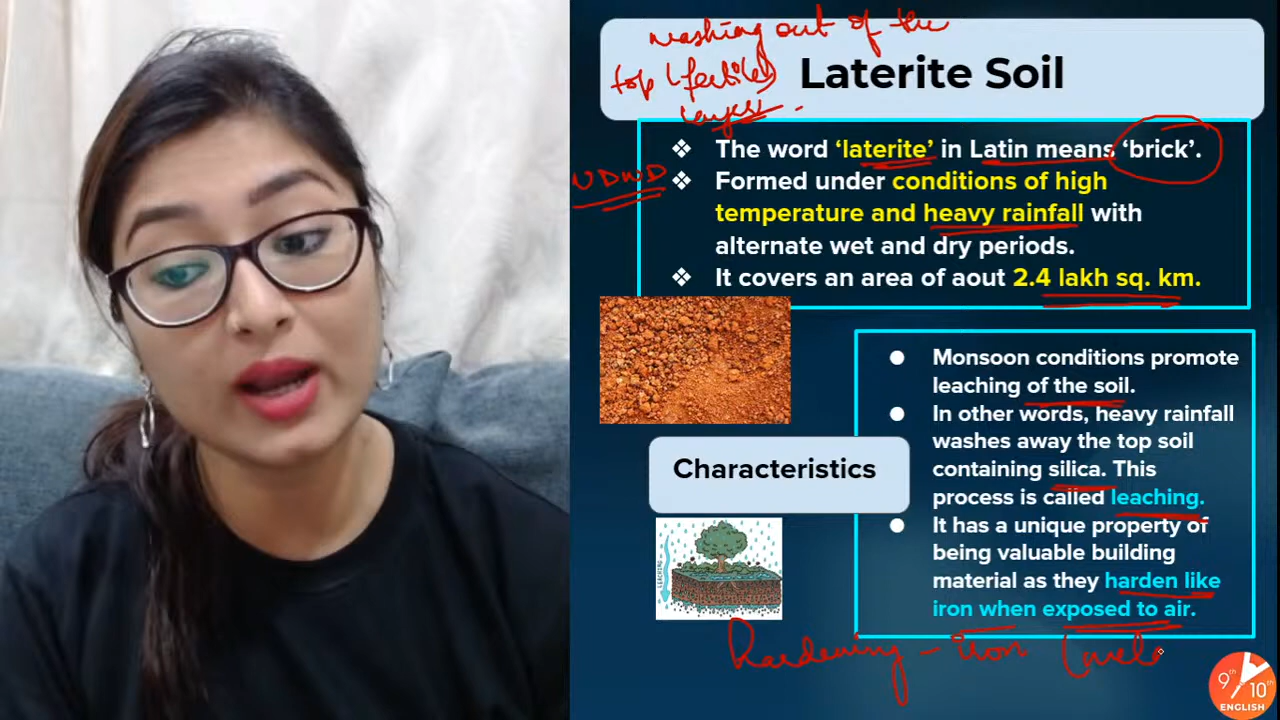 washing out of the
top (fertile)
layer.
Laterite Soil
❖ The word ‘laterite’ in Latin means ‘brick’.
NDWD
❖ Formed under conditions of high
temperature and heavy rainfall with
alternate wet and dry periods.
❖ It covers an area of aout 2.4 lakh sq. km.
● Monsoon conditions promote
leaching of the soil.
● In other words, heavy rainfall
washes away the top soil
containing silica. This
process is called leaching.
Characteristics
● It has a unique property of
being valuable building
material as they harden like
iron when exposed to air.
LEACHING
hardening - iron
9th 10th
ENGLISH